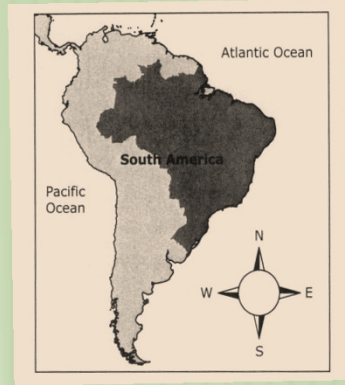 Atlantic Ocean
South America
Pacific
Ocean
N
W
E
S